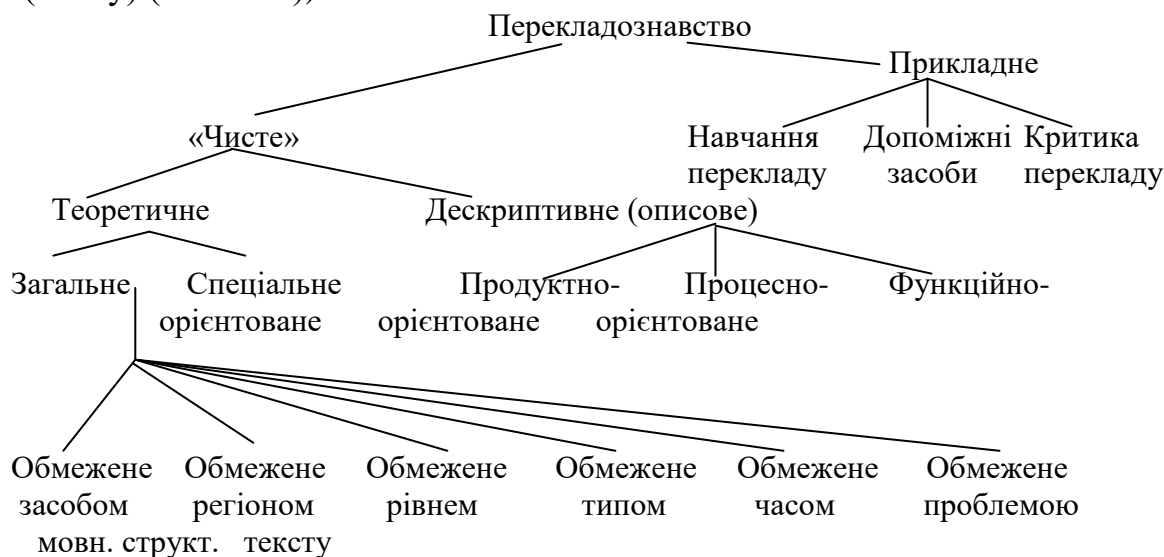 (
Перекладознавство
Прикладне
«Чисте»
Навчання Допоміжні Критика
перекладу засоби перекладу
Теоретичне Дескриптивне (описове)
Загальне Спеціальне Продуктно- Процесно- Функційно-
орієнтоване орієнтоване орієнтоване
Обмежене Обмежене Обмежене Обмежене Обмежене Обмежене
засобом регіоном рівнем типом часом проблемою
мовн. структ. тексту